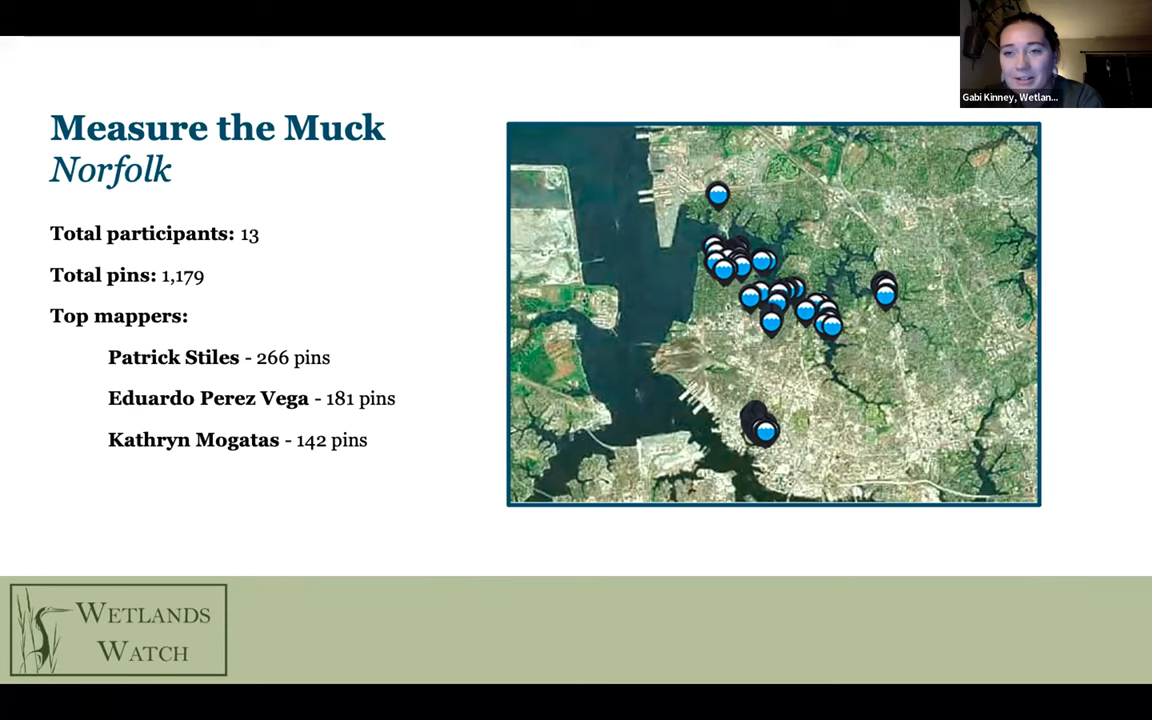 Gabi Kinney, Wetlan...
Measure the Muck
Norfolk
Total participants: 13
Total pins: 1,179
Top mappers:
Patrick Stiles - 266 pins
Eduardo Perez Vega - 181 pins
Kathryn Mogatas - 142 pins
WETLANDS
WATCH